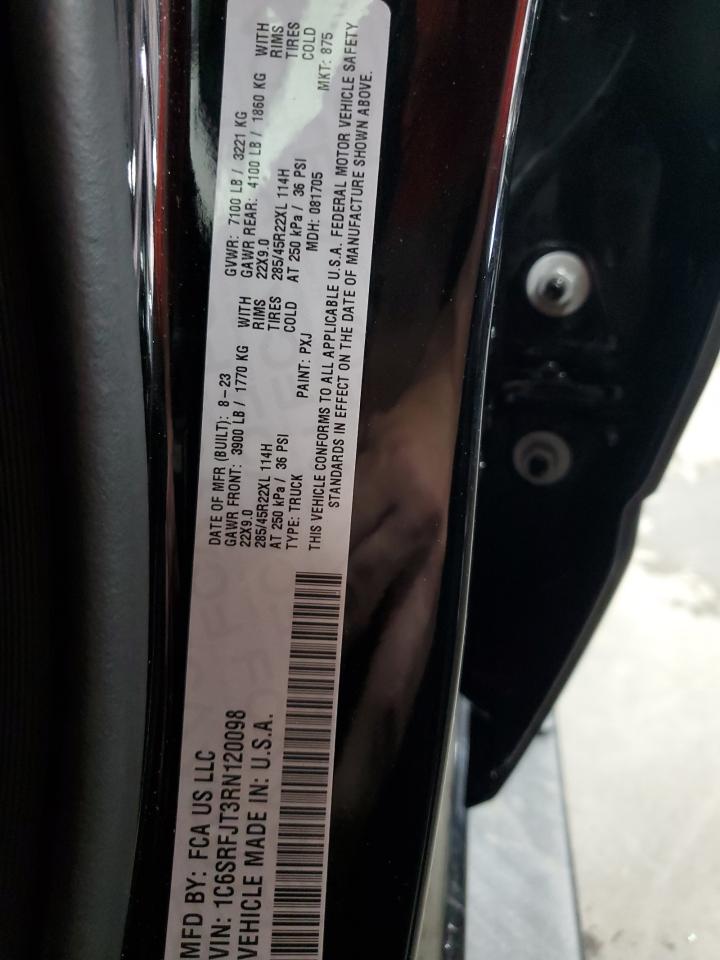 MFD BY: FCA US LLC
VIN: 1C6SRFJT3RN120098
VEHICLE MADE IN: U.S.A.
DATE OF MFR (BUILT): 8-23
GVWR: 7100 LB / 3221 KG
GAWR FRONT: 3900 LB / 1770 KG WITH
GAWR REAR: 4100 LB / 1860 KG WITH
22X9.0 RIMS
22X9.0 RIMS
285/45R22XL 114H TIRES
285/45R22XL 114H TIRES
AT 250 kPa / 36 PSI COLD
AT 250 kPa / 36 PSI COLD
TYPE: TRUCK PAINT: PXJ MDH: 081705 MKT: 875
THIS VEHICLE CONFORMS TO ALL APPLICABLE U.S.A. FEDERAL MOTOR VEHICLE SAFETY
STANDARDS IN EFFECT ON THE DATE OF MANUFACTURE SHOWN ABOVE.